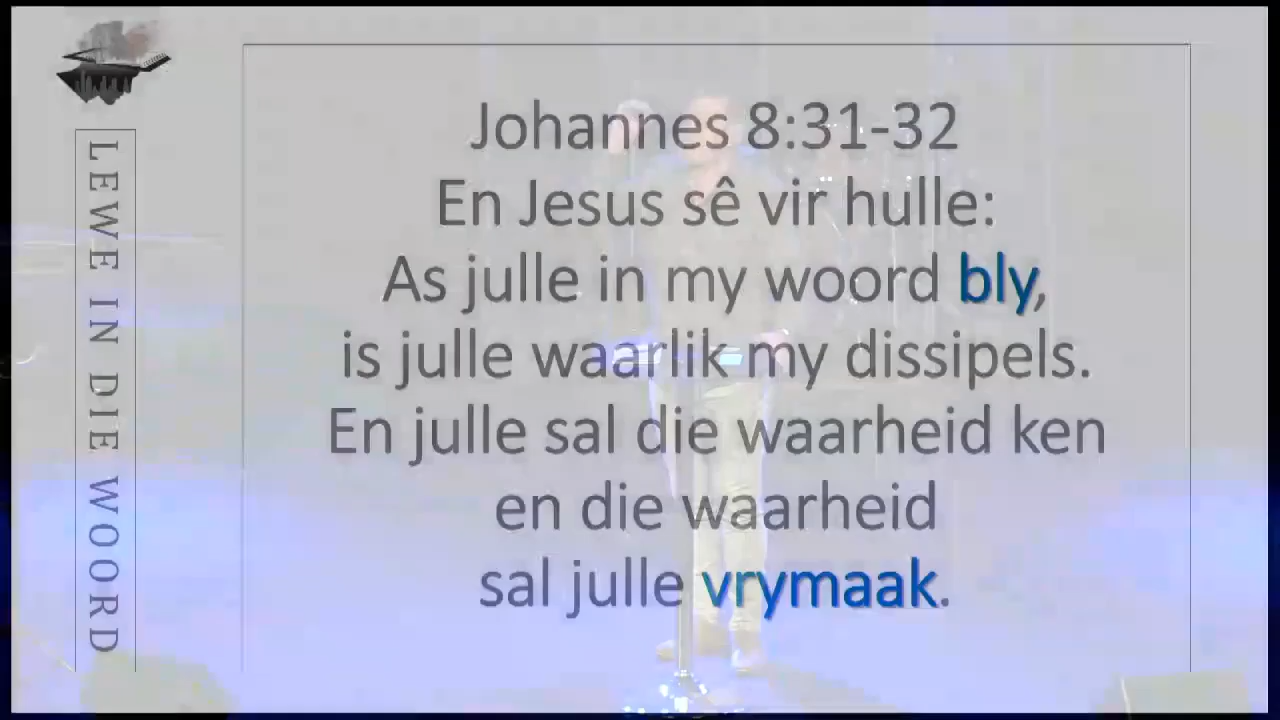 LEWE IN DIE WOORD
Johannes 8:31-32
En Jesus sê vir hulle:
As julle in my woord bly,
is julle waarlik my dissipels.
En julle sal die waarheid ken
en die waarheid
sal julle vrymaak.